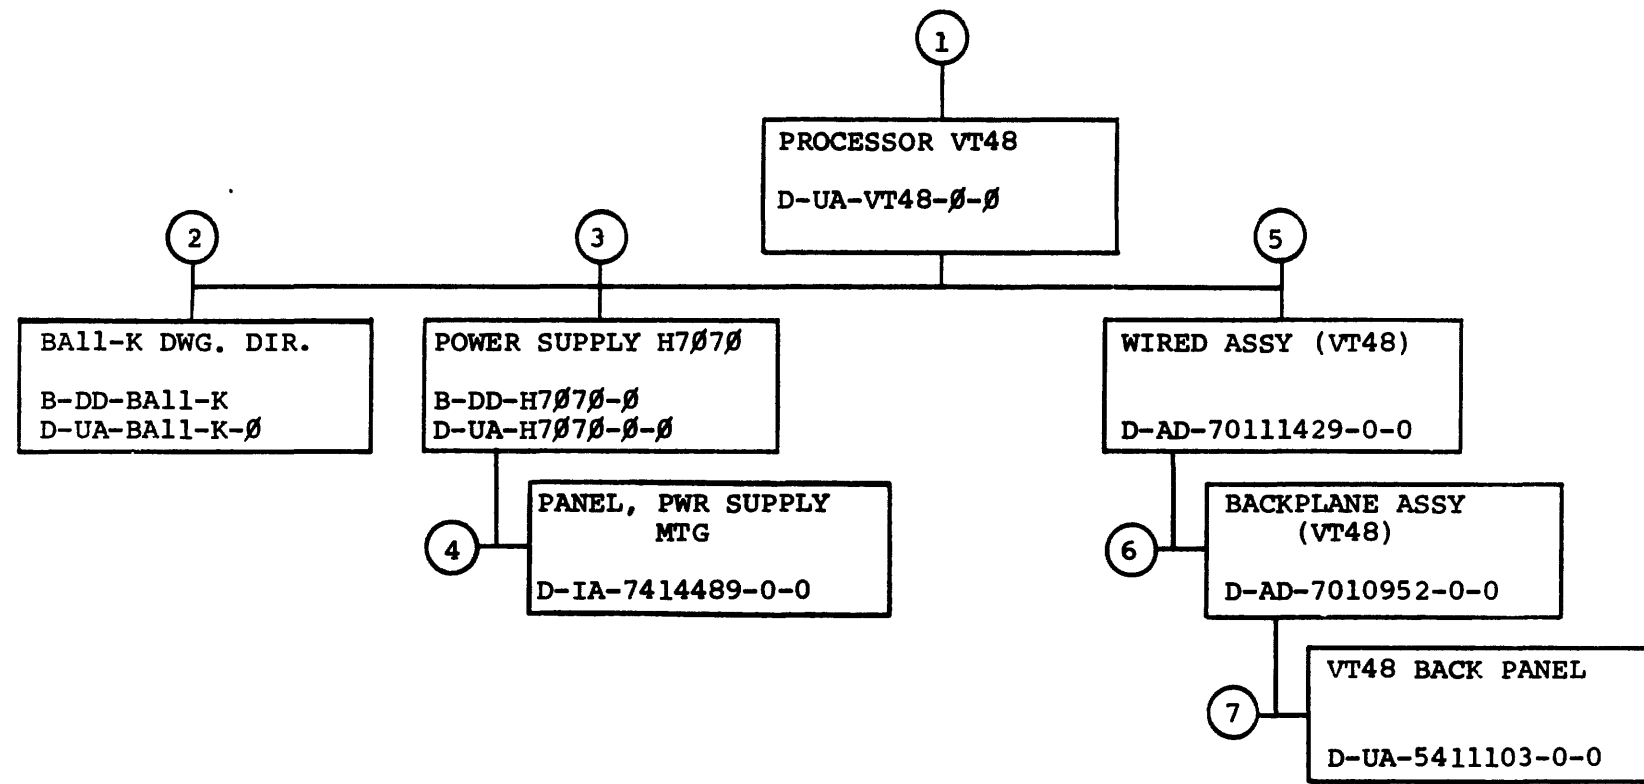 1
PROCESSOR VT48
D-UA-VT48-Ø-Ø
2
3
5
BA11-K DWG. DIR.
B-DD-BA11-K
D-UA-BA11-K-Ø
POWER SUPPLY H7Ø7Ø
B-DD-H7Ø7Ø-Ø
D-UA-H7Ø7Ø-Ø-Ø
WIRED ASSY (VT48)
D-AD-70111429-0-0
4
PANEL, PWR SUPPLY
MTG
D-IA-7414489-0-0
6
BACKPLANE ASSY
(VT48)
D-AD-7010952-0-0
7
VT48 BACK PANEL
D-UA-5411103-0-0